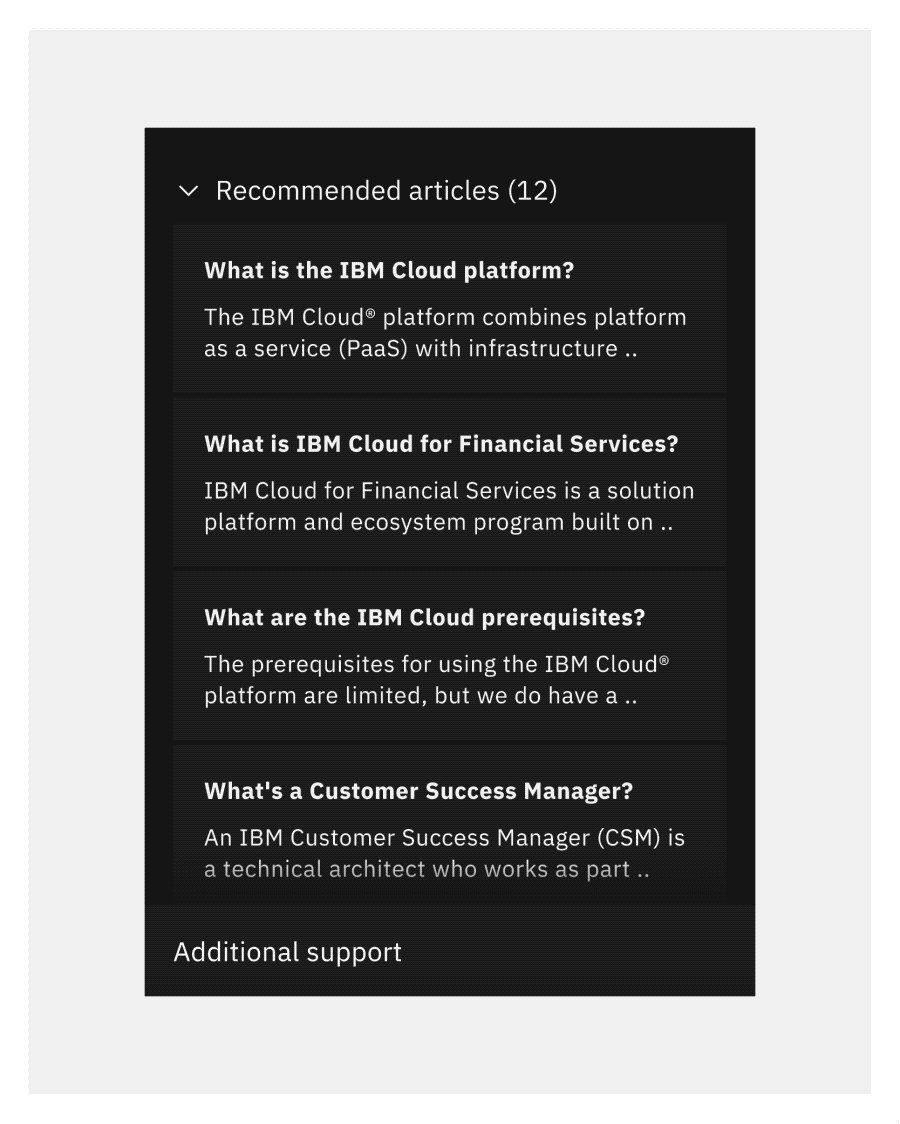 Recommended articles (12)
What is the IBM Cloud platform?
The IBM Cloud® platform combines platform
as a service (PaaS) with infrastructure ..
What is IBM Cloud for Financial Services?
IBM Cloud for Financial Services is a solution
platform and ecosystem program built on ..
What are the IBM Cloud prerequisites?
The prerequisites for using the IBM Cloud®
platform are limited, but we do have a ..
What's a Customer Success Manager?
An IBM Customer Success Manager (CSM) is
a technical architect who works as part ..
Additional support